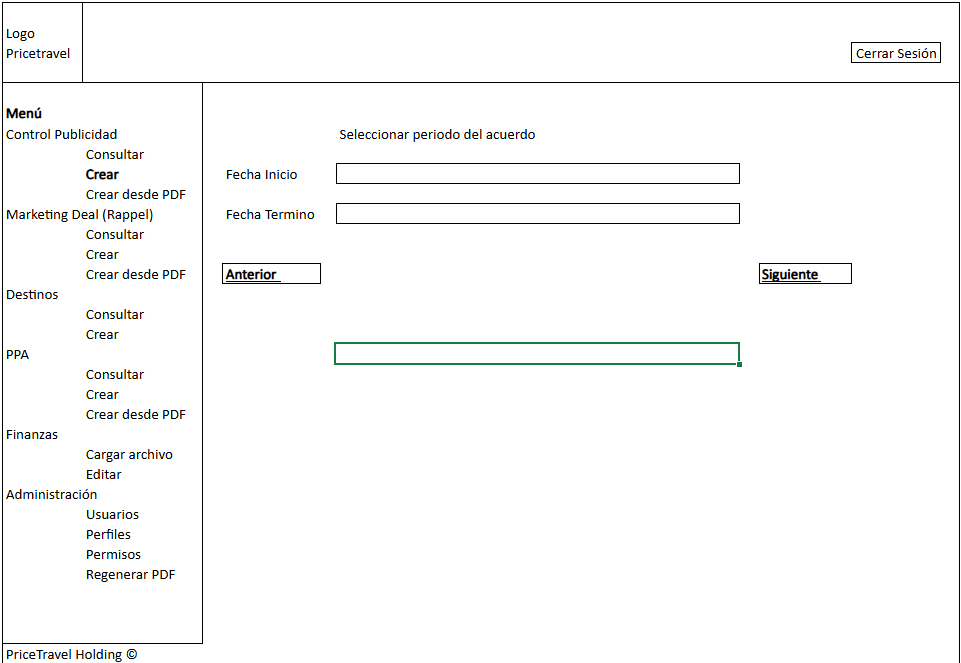 Logo
Pricetravel
Cerrar Sesión
Menú
Control Publicidad
Consultar
Crear
Crear desde PDF
Marketing Deal (Rappel)
Consultar
Crear
Crear desde PDF
Destinos
Consultar
Crear
PPA
Consultar
Crear
Crear desde PDF
Finanzas
Cargar archivo
Editar
Administración
Usuarios
Perfiles
Permisos
Regenerar PDF
Seleccionar periodo del acuerdo
Fecha Inicio
Fecha Termino
Anterior
Siguiente
PriceTravel Holding ©